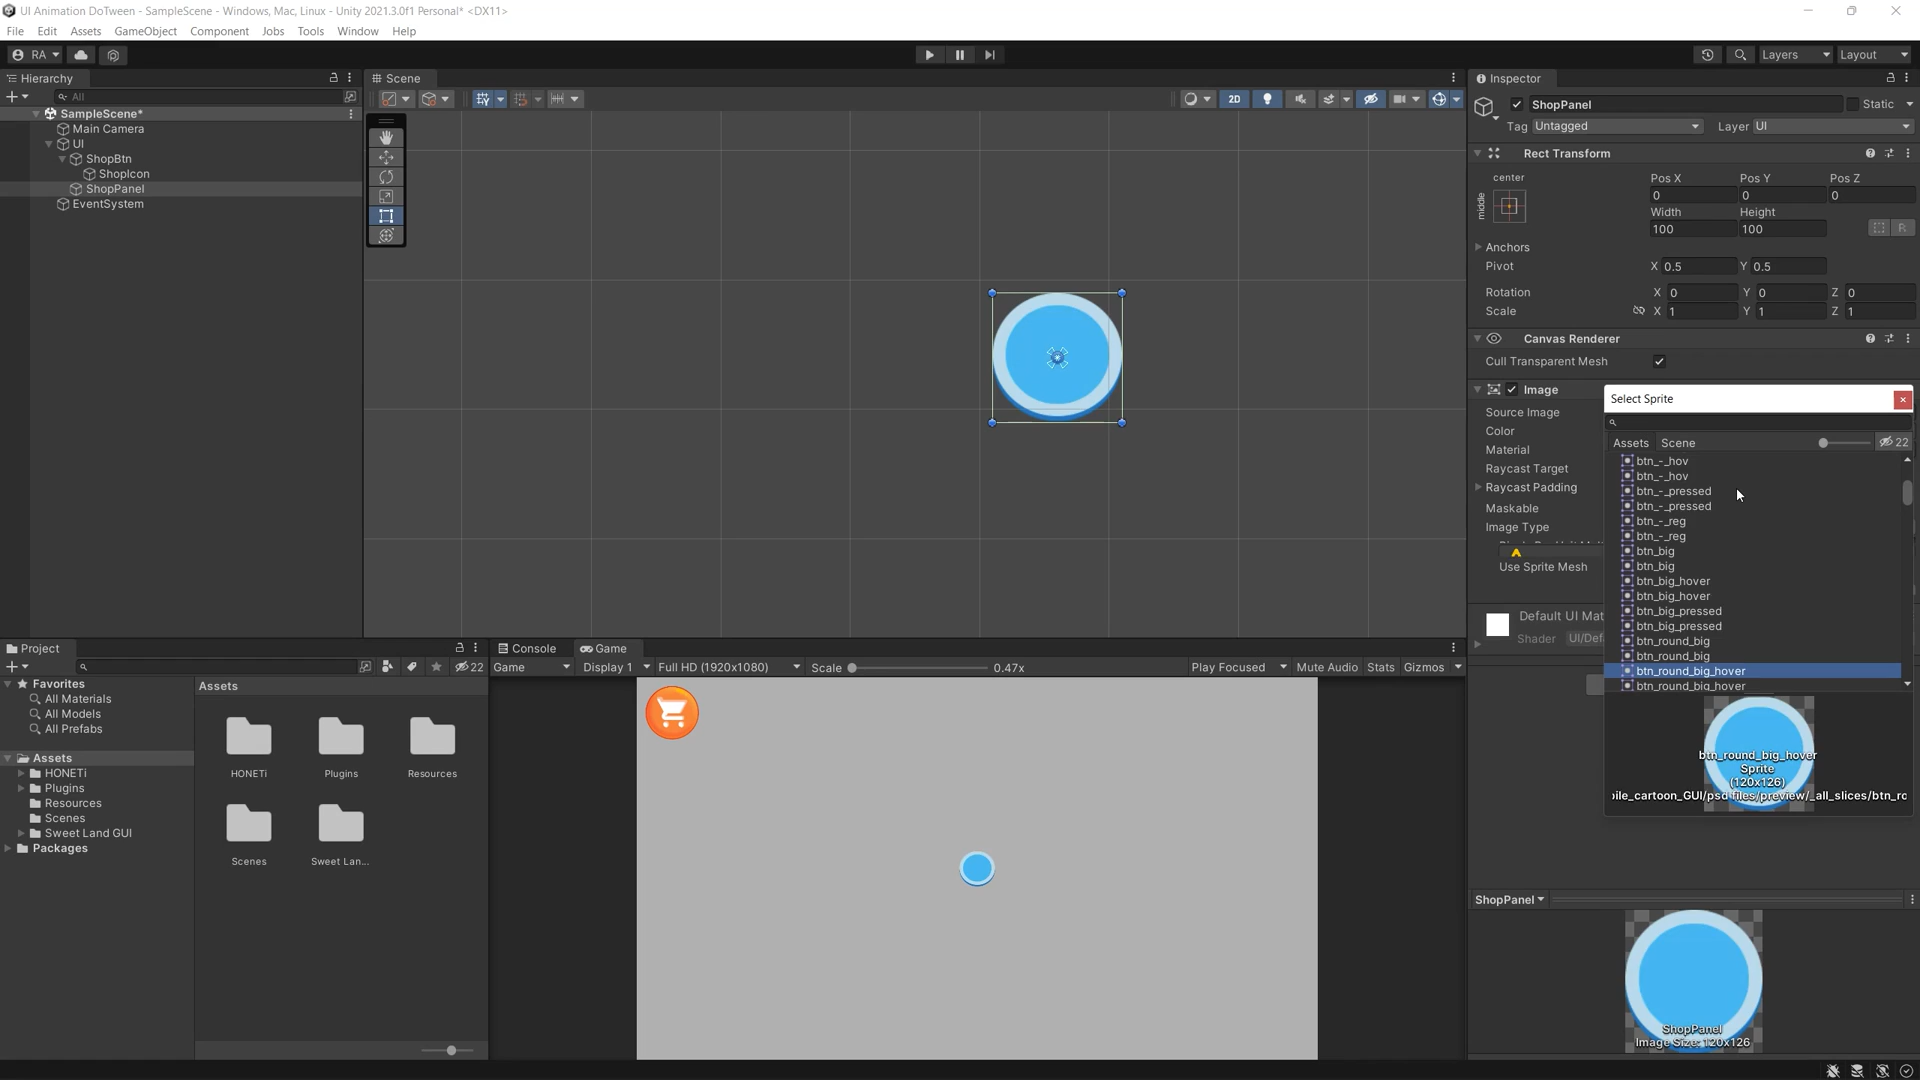 UI Animation DoTween - SampleScene - Windows, Mac, Linux - Unity 2021.3.0f1 Personal* <DX11>
File Edit Assets GameObject Component Jobs Tools Window Help
RA
Layers
Layout
Hierarchy
All
SampleScene*
Main Camera
UI
ShopBtn
ShopIcon
ShopPanel
EventSystem
Scene
2D
Inspector
ShopPanel
Static
Tag Untagged
Layer UI
Rect Transform
center
middle
Pos X Pos Y Pos Z
0 0 0
Width Height
100 100
R
Anchors
Pivot X 0.5 Y 0.5
Rotation X 0 Y 0 Z 0
Scale X 1 Y 1 Z 1
Canvas Renderer
Cull Transparent Mesh
Image
Source Image
Color
Material
Raycast Target
Raycast Padding
Maskable
Image Type
Use Sprite Mesh
Default UI Mat
Shader UI/Def
Select Sprite
Assets Scene 22
btn_-_hov
btn_-_hov
btn_-_pressed
btn_-_pressed
btn_-_reg
btn_-_reg
btn_big
btn_big
btn_big_hover
btn_big_hover
btn_big_pressed
btn_big_pressed
btn_round_big
btn_round_big
btn_round_big_hover
btn_round_big_hover
btn_round_big_hover
Sprite
(120x126)
ile_cartoon_GUI/psd files/preview/_all_slices/btn_ro
ShopPanel
ShopPanel
Image Size: 120x126
Project
22
Favorites
All Materials
All Models
All Prefabs
Assets
HONETi
Plugins
Resources
Scenes
Sweet Land GUI
Packages
Assets
HONETi
Plugins
Resources
Scenes
Sweet Lan...
Console
Game
Game
Display 1
Full HD (1920x1080)
Scale 0.47x
Play Focused
Mute Audio
Stats
Gizmos